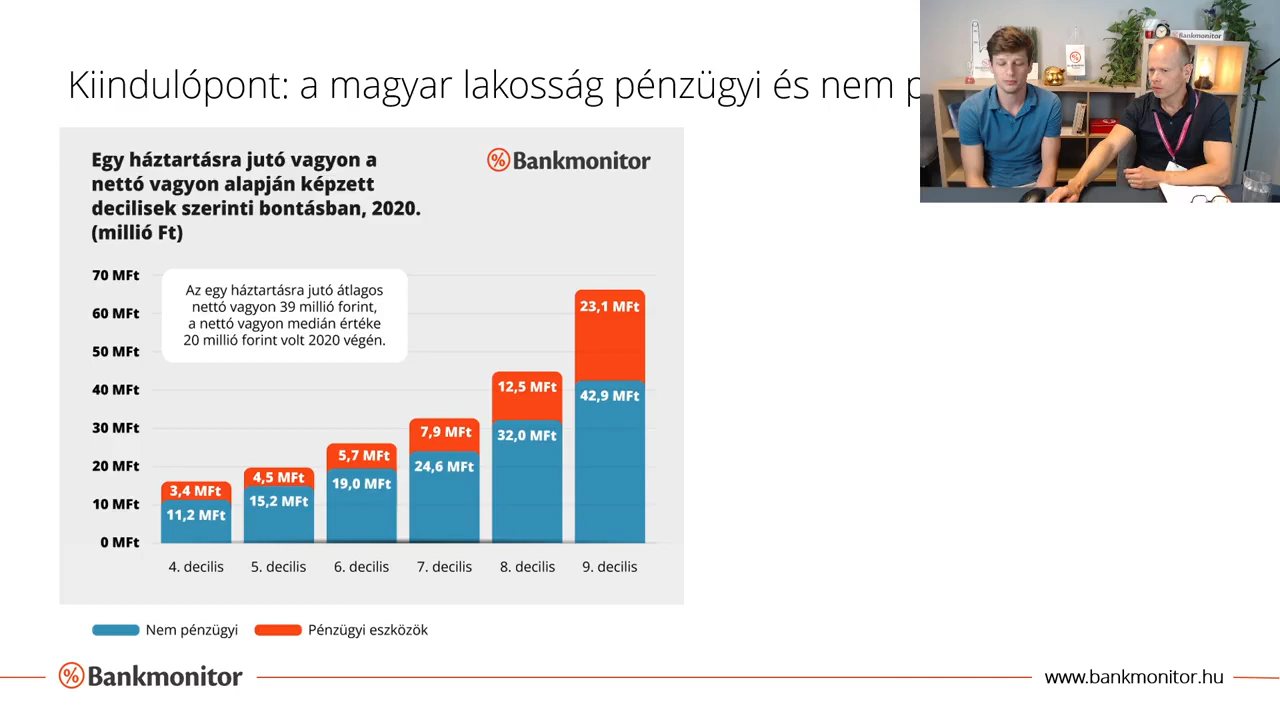 Kiindulópont: a magyar lakosság pénzügyi és nem
Egy háztartásra jutó vagyon a
nettó vagyon alapján képzett
decilisek szerinti bontásban, 2020.
(millió Ft)
% Bankmonitor
70 MFt
60 MFt
50 MFt
40 MFt
30 MFt
20 MFt
10 MFt
0 MFt
Az egy háztartásra jutó átlagos
nettó vagyon 39 millió forint,
a nettó vagyon medián értéke
20 millió forint volt 2020 végén.
3,4 MFt
11,2 MFt
4,5 MFt
15,2 MFt
5,7 MFt
19,0 MFt
7,9 MFt
24,6 MFt
12,5 MFt
32,0 MFt
23,1 MFt
42,9 MFt
4. decilis
5. decilis
6. decilis
7. decilis
8. decilis
9. decilis
Nem pénzügyi
Pénzügyi eszközök
% Bankmonitor
www.bankmonitor.hu
Bankmonitor